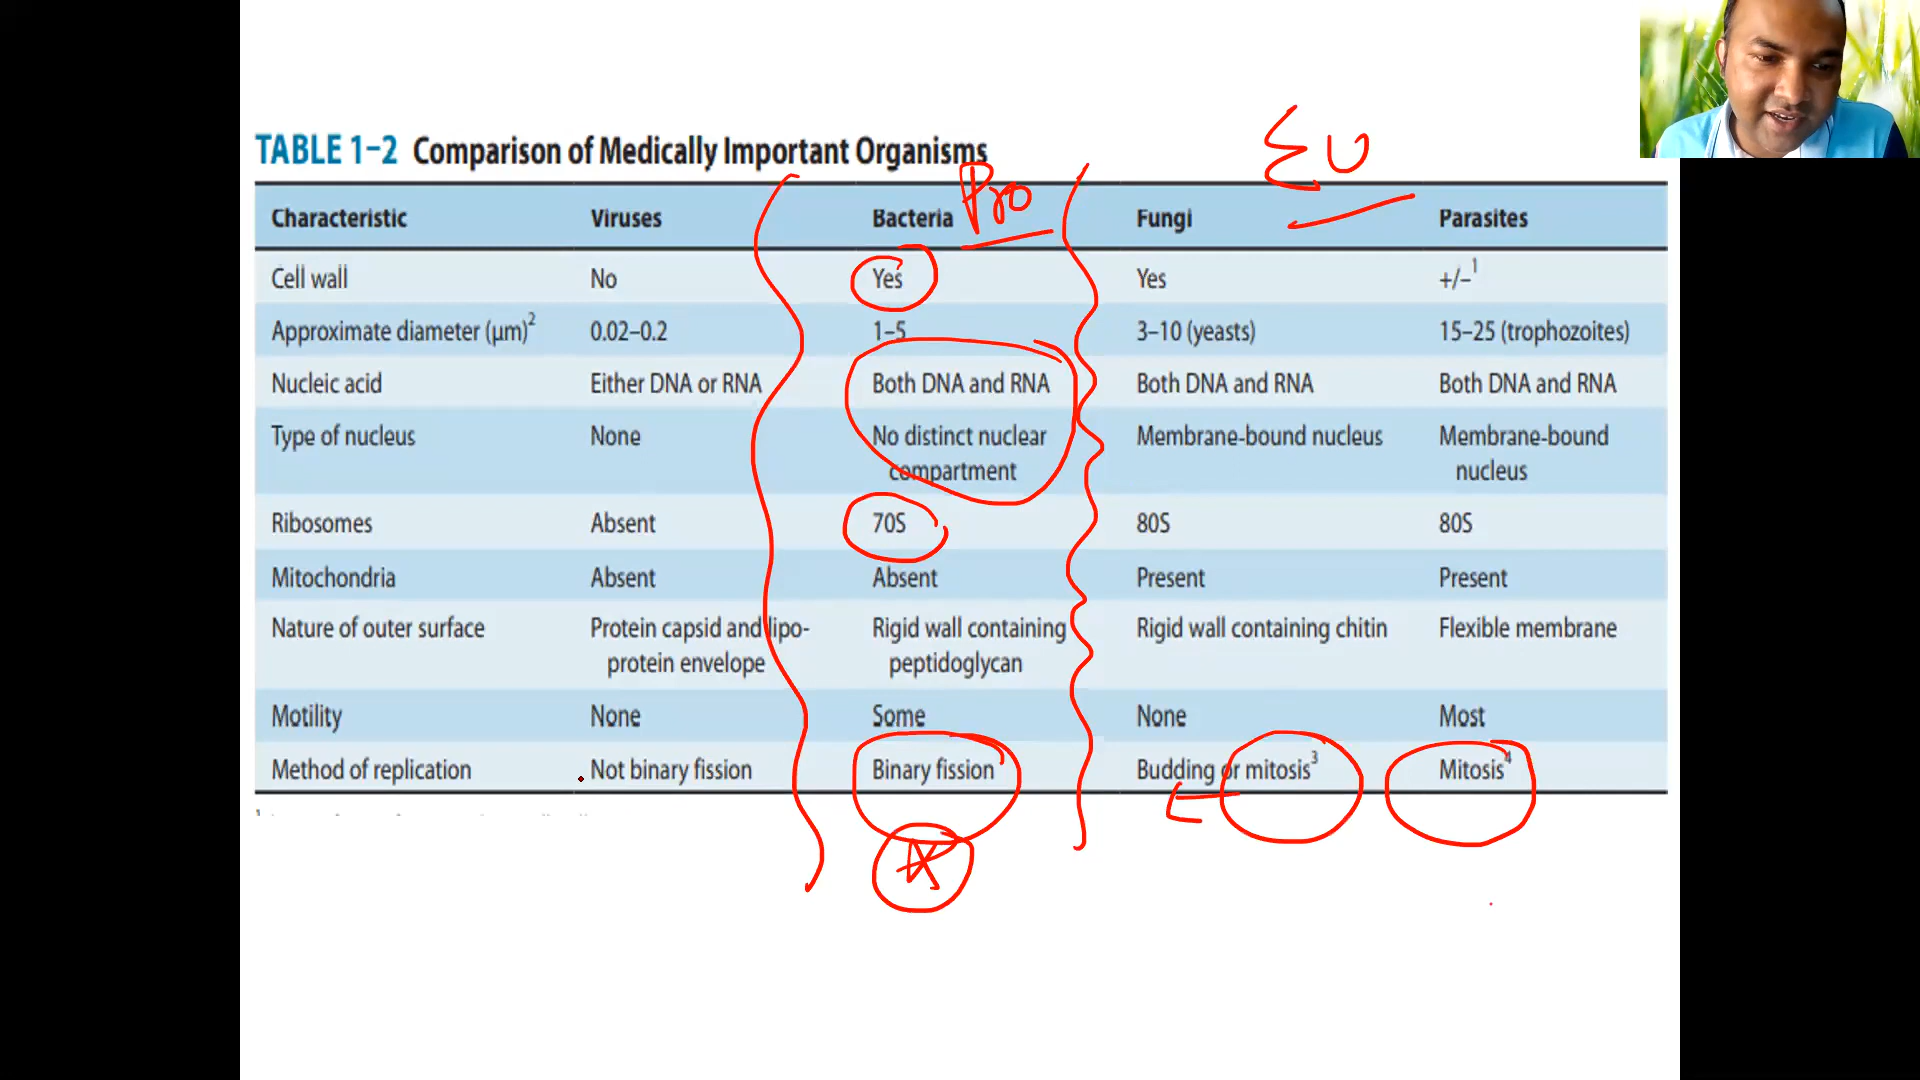 TABLE 1–2 Comparison of Medically Important Organisms
Pro
EU
Characteristic Viruses Bacteria Fungi Parasites
Cell wall No Yes Yes +/–1
Approximate diameter (μm)2 0.02–0.2 1–5 3–10 (yeasts) 15–25 (trophozoites)
Nucleic acid Either DNA or RNA Both DNA and RNA Both DNA and RNA Both DNA and RNA
Type of nucleus None No distinct nuclear Membrane-bound nucleus Membrane-bound
compartment nucleus
Ribosomes Absent 70S 80S 80S
Mitochondria Absent Absent Present Present
Nature of outer surface Protein capsid and lipo- Rigid wall containing Rigid wall containing chitin Flexible membrane
protein envelope peptidoglycan
Motility None Some None Most
Method of replication Not binary fission Binary fission Budding or mitosis3 Mitosis4